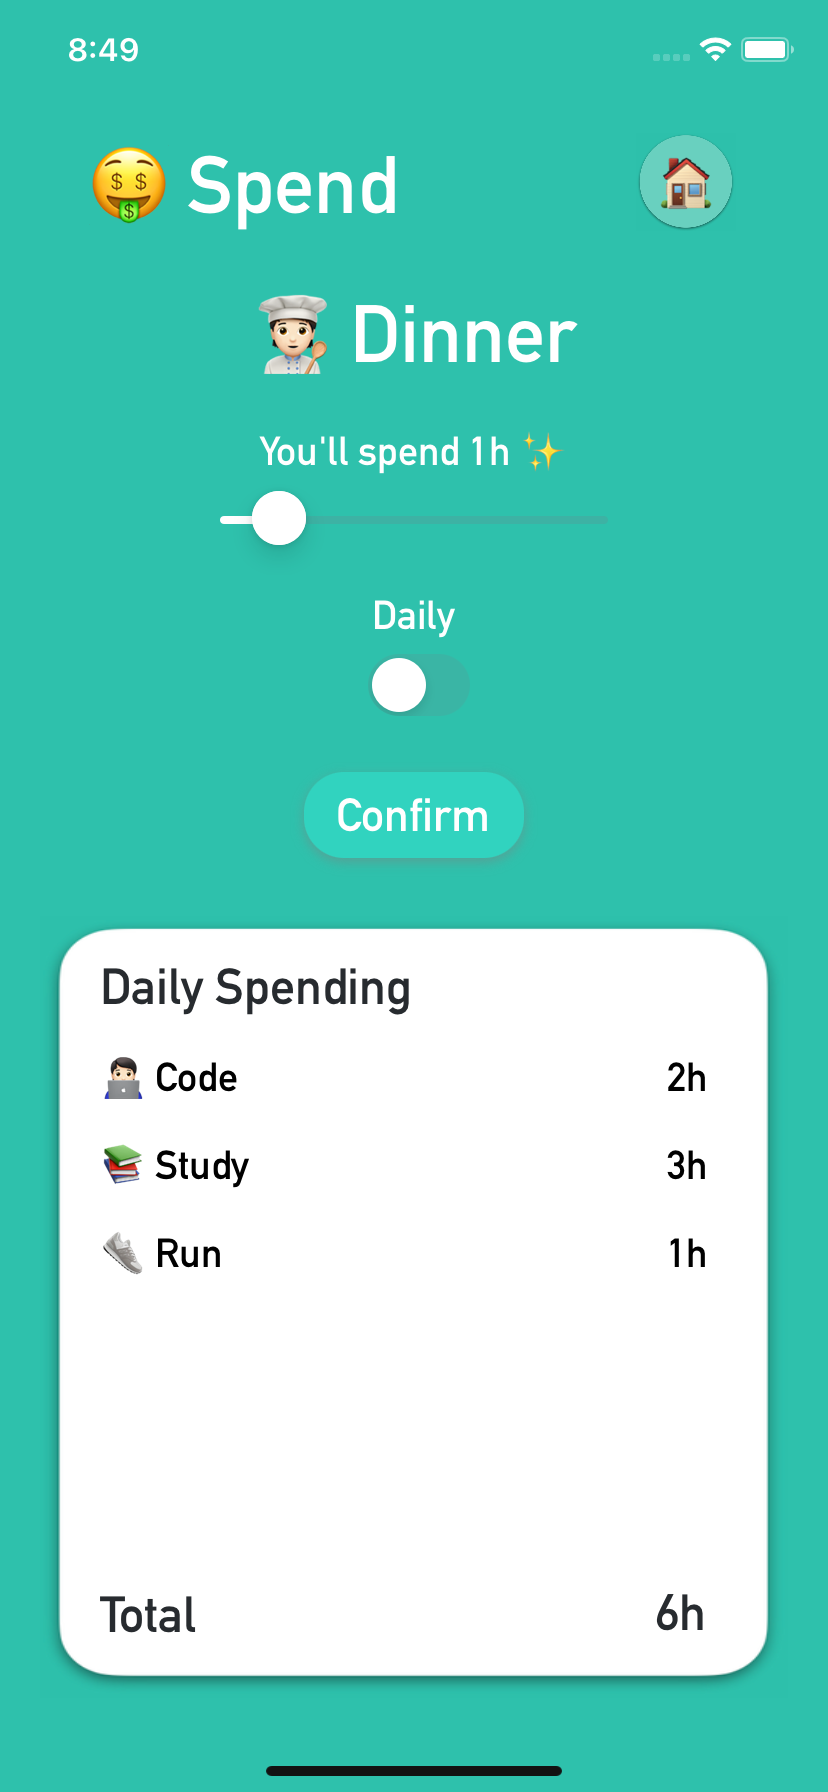 8:49
🤑 Spend
Dinner
You'll spend 1h ✨
Daily
Confirm
Daily Spending
Code 2h
Study 3h
Run 1h
Total 6h